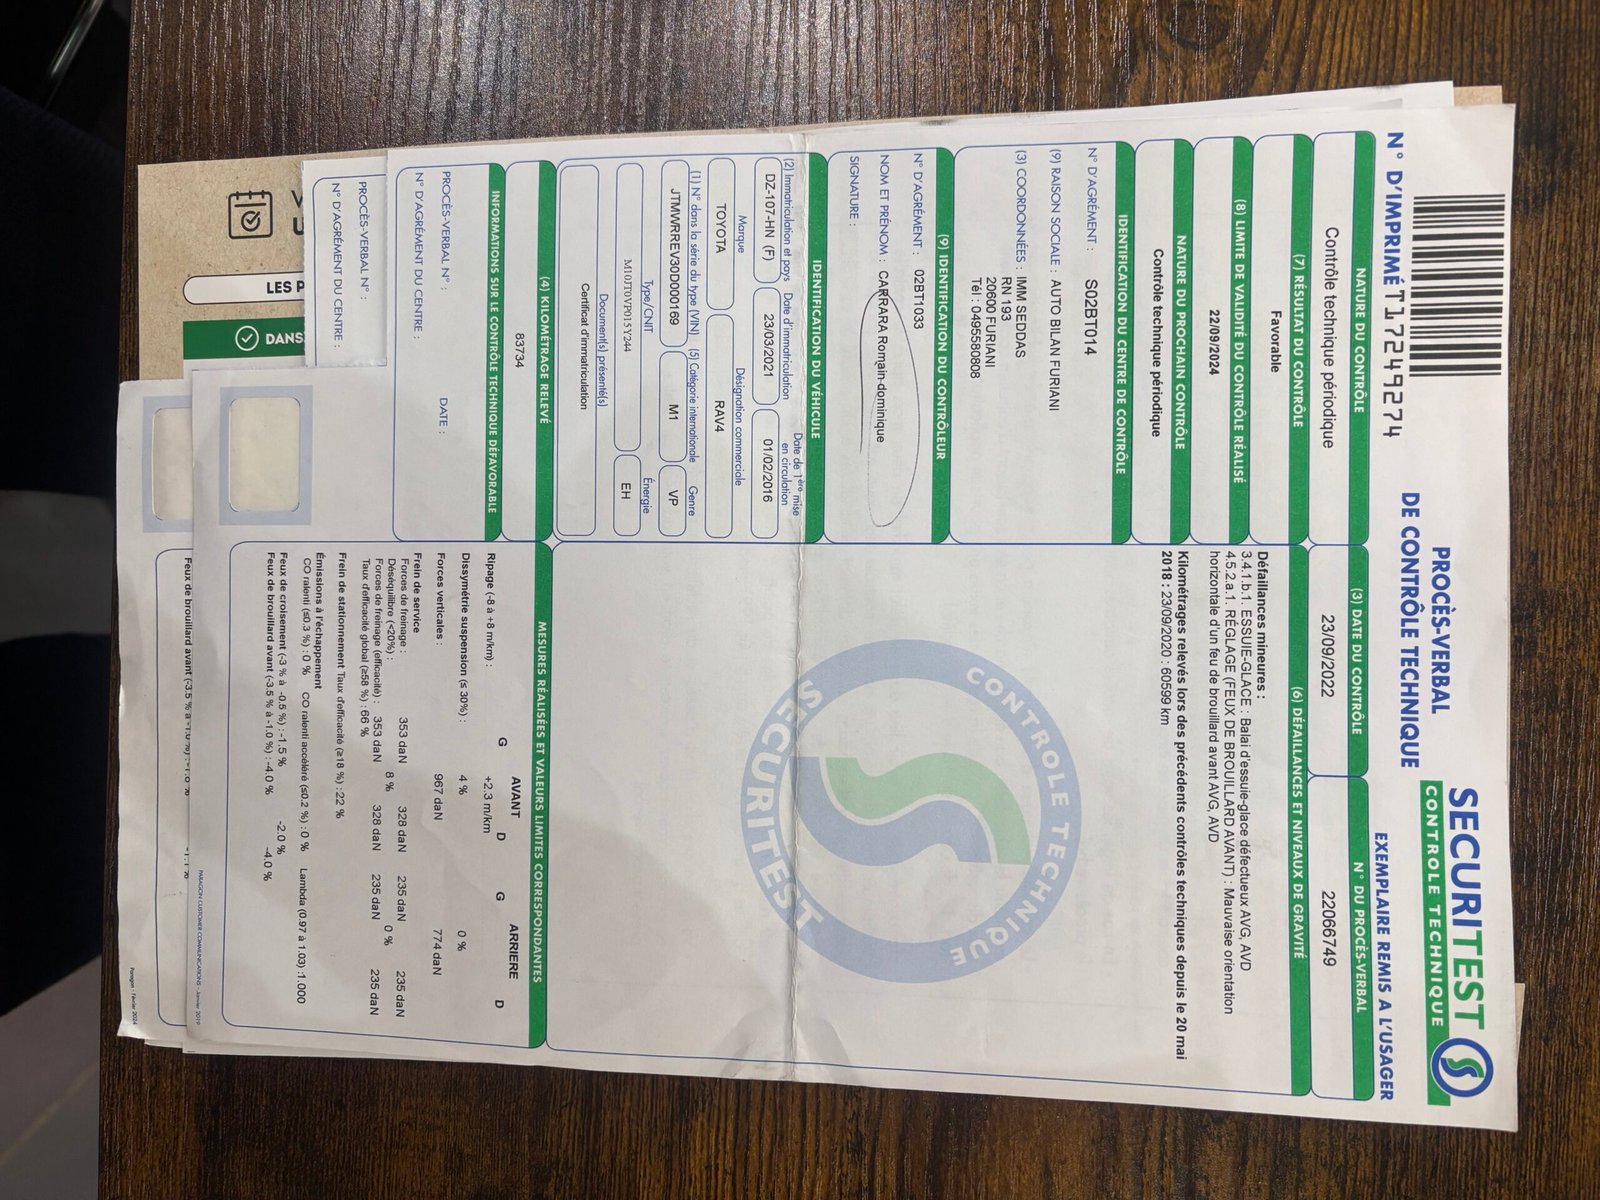 N° D'IMPRIMÉ T17249274
PROCÈS-VERBAL
DE CONTRÔLE TECHNIQUE
SECURITEST
CONTROLE TECHNIQUE
EXEMPLAIRE REMIS A L'USAGER
NATURE DU CONTRÔLE
Contrôle technique périodique
(3) DATE DU CONTRÔLE
23/09/2022
N° DU PROCÈS-VERBAL
22066749
(7) RÉSULTAT DU CONTRÔLE
Favorable
(8) LIMITE DE VALIDITÉ DU CONTRÔLE RÉALISÉ
22/09/2024
NATURE DU PROCHAIN CONTRÔLE
Contrôle technique périodique
IDENTIFICATION DU CENTRE DE CONTRÔLE
N° D'AGRÉMENT : S02BT014
(9) RAISON SOCIALE : AUTO BILAN FURIANI
(3) COORDONNÉES : IMM SEDDAS
RN 193
20600 FURIANI
Tél : 0495580808
(9) IDENTIFICATION DU CONTRÔLEUR
N° D'AGRÉMENT : 02BT1033
NOM ET PRÉNOM : CARRARA Romain-dominique
SIGNATURE :
IDENTIFICATION DU VÉHICULE
(2) Immatriculation et pays
Date d'immatriculation
Date de 1ère mise
en circulation
DZ-107-HN (F)
23/03/2021
01/02/2016
Marque
Désignation commerciale
TOYOTA
RAV4
(1) N° dans la série du type (VIN)
(5) Catégorie internationale
Genre
JTMWRREV30D000169
M1
VP
Type/CNIT
Énergie
M10JT0VP015Y244
EH
Document(s) présenté(s)
Certificat d'immatriculation
(4) KILOMÉTRAGE RELEVÉ
83734
INFORMATIONS SUR LE CONTRÔLE TECHNIQUE DÉFAVORABLE
PROCÈS-VERBAL N° :
DATE :
N° D'AGRÉMENT DU CENTRE :
(6) DÉFAILLANCES ET NIVEAUX DE GRAVITÉ
Défaillances mineures :
3.4.1.b.1. ESSUIE-GLACE : Balai d'essuie-glace défectueux AVG, AVD
4.5.2.a.1. RÉGLAGE (FEUX DE BROUILLARD AVANT) : Mauvaise orientation
horizontale d'un feu de brouillard avant AVG, AVD
Kilométrages relevés lors des précédents contrôles techniques depuis le 20 mai
2018 : 23/09/2020 : 60599 km
CONTROLE TECHNIQUE
SECURITEST
MESURES RÉALISÉES ET VALEURS LIMITES CORRESPONDANTES
AVANT ARRIERE
G D G D
Ripage (-8 à +8 m/km) : +2.3 m/km
Dissymétrie suspension (≤ 30%) : 4 % 0 %
Forces verticales : 967 daN 774 daN
Frein de service
Forces de freinage : 353 daN 328 daN 235 daN 235 daN
Déséquilibre (<20%) : 8 % 0 %
Forces de freinage (efficacité) : 353 daN 328 daN 235 daN 235 daN
Taux d'efficacité global (≥58 %) : 66 %
Frein de stationnement Taux d'efficacité (≥18 %) : 22 %
Émissions à l'échappement
CO ralenti (≤0.3 %) : 0 % CO ralenti accéléré (≤0.2 %) : 0 % Lambda (0.97 à 1.03) :1.000
Feux de croisement (-3 % à -0.5 %) : -1.5 % -2.0 %
Feux de brouillard avant (-3.5 % à -1.0 %) : -4.0 % -4.0 %
PARAGON CUSTOMER COMMUNICATIONS - Janvier 2019
PROCÈS-VERBAL N° :
N° D'AGRÉMENT DU CENTRE :
LES P
DANS
Feux de brouillard avant (-3.5 % à
Paragon - Février 2024